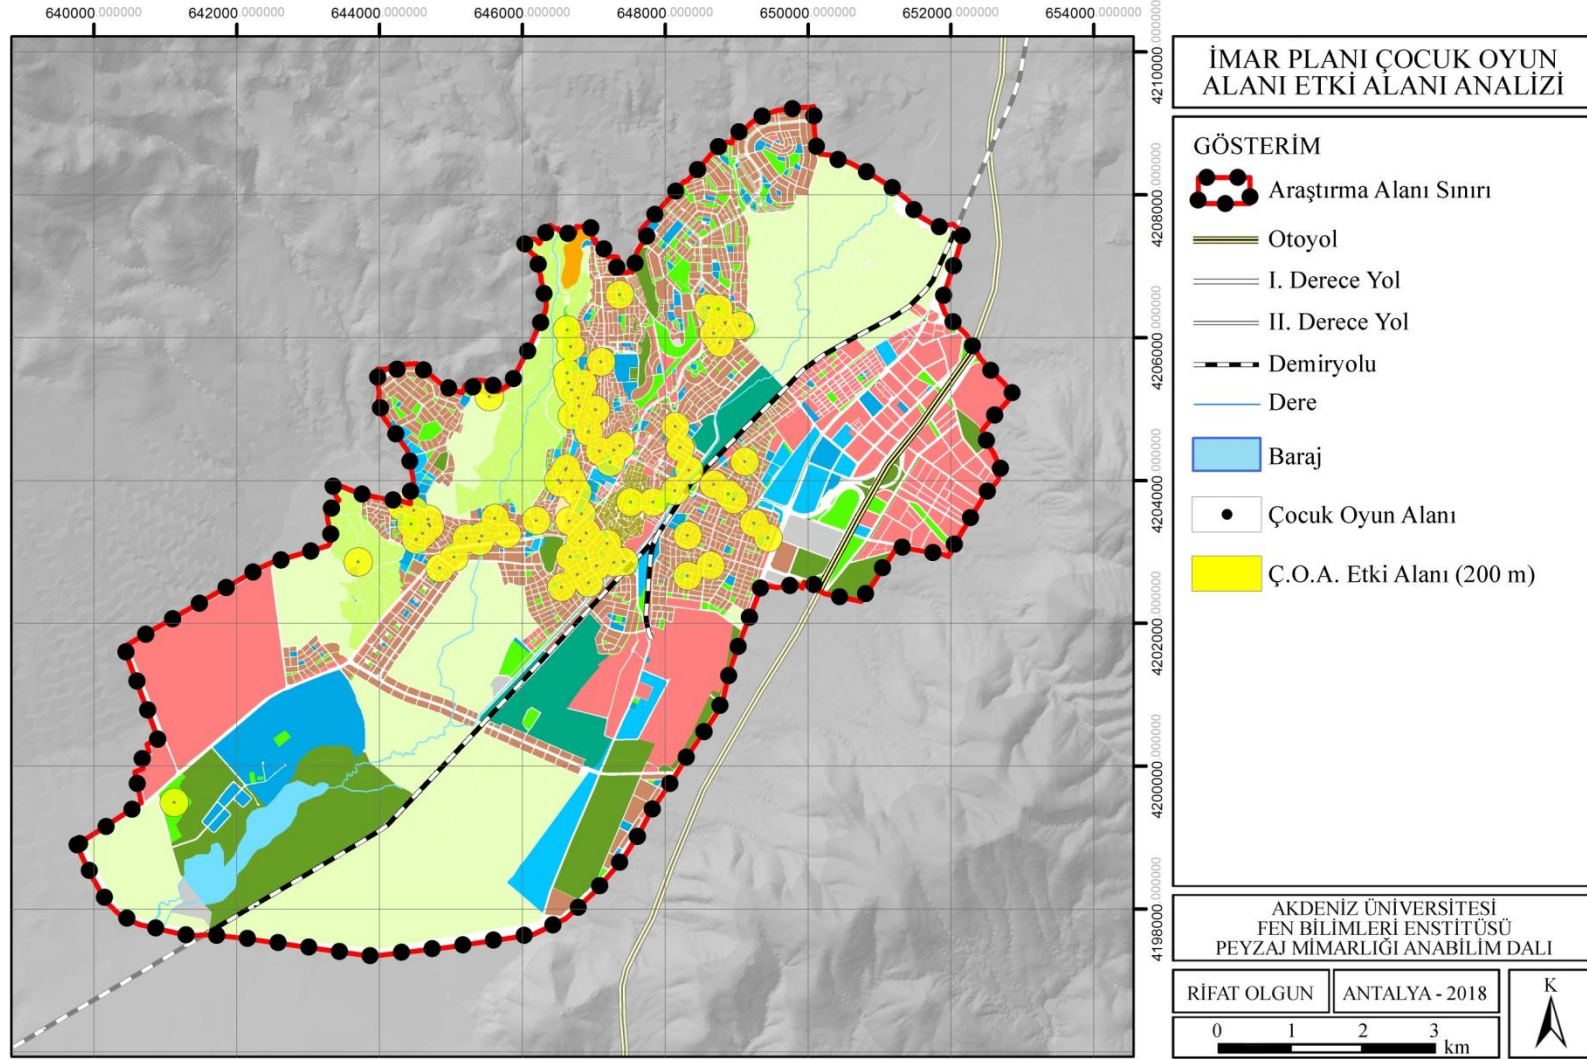 640000.000000 642000.000000 644000.000000 646000.000000 648000.000000 650000.000000 652000.000000 654000.000000
4210000.000000
4208000.000000
4206000.000000
4204000.000000
4202000.000000
4200000.000000
4198000.000000
İMAR PLANI ÇOCUK OYUN
ALANI ETKİ ALANI ANALİZİ
GÖSTERİM
Araştırma Alanı Sınırı
Otoyol
I. Derece Yol
II. Derece Yol
Demiryolu
Dere
Baraj
Çocuk Oyun Alanı
Ç.O.A. Etki Alanı (200 m)
AKDENİZ ÜNİVERSİTESİ
FEN BİLİMLERİ ENSTİTÜSÜ
PEYZAJ MİMARLIĞI ANABİLİM DALI
RİFAT OLGUN
ANTALYA - 2018
K
0 1 2 3
km